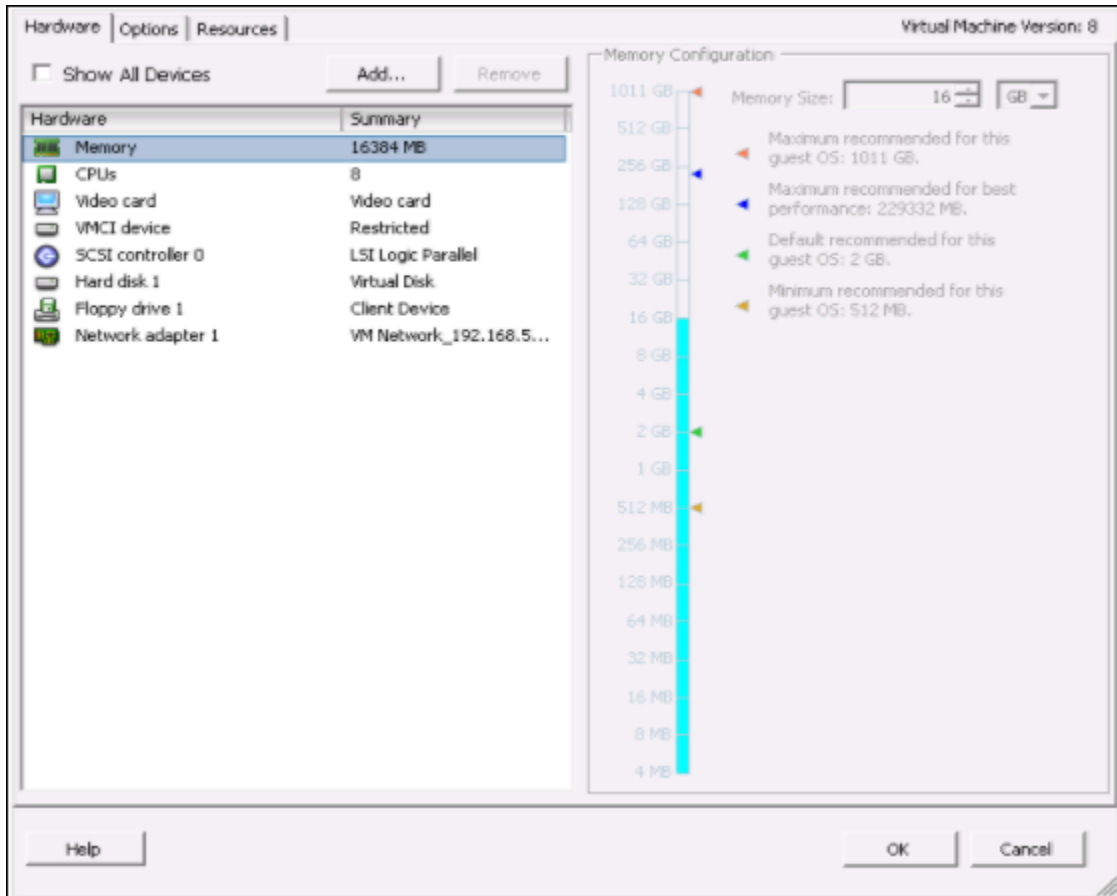 Hardware Options Resources Virtual Machine Version: 8
Show All Devices Add... Remove
Hardware Summary
Memory 16384 MB
CPUs 8
Video card Video card
VMCI device Restricted
SCSI controller 0 LSI Logic Parallel
Hard disk 1 Virtual Disk
Floppy drive 1 Client Device
Network adapter 1 VM Network_192.168.5...
Memory Configuration
Memory Size: 16 GB
1011 GB
512 GB
256 GB
128 GB
64 GB
32 GB
16 GB
8 GB
4 GB
2 GB
1 GB
512 MB
256 MB
128 MB
64 MB
32 MB
16 MB
8 MB
4 MB
Maximum recommended for this
guest OS: 1011 GB.
Maximum recommended for best
performance: 229332 MB.
Default recommended for this
guest OS: 2 GB.
Minimum recommended for this
guest OS: 512 MB.
Help OK Cancel